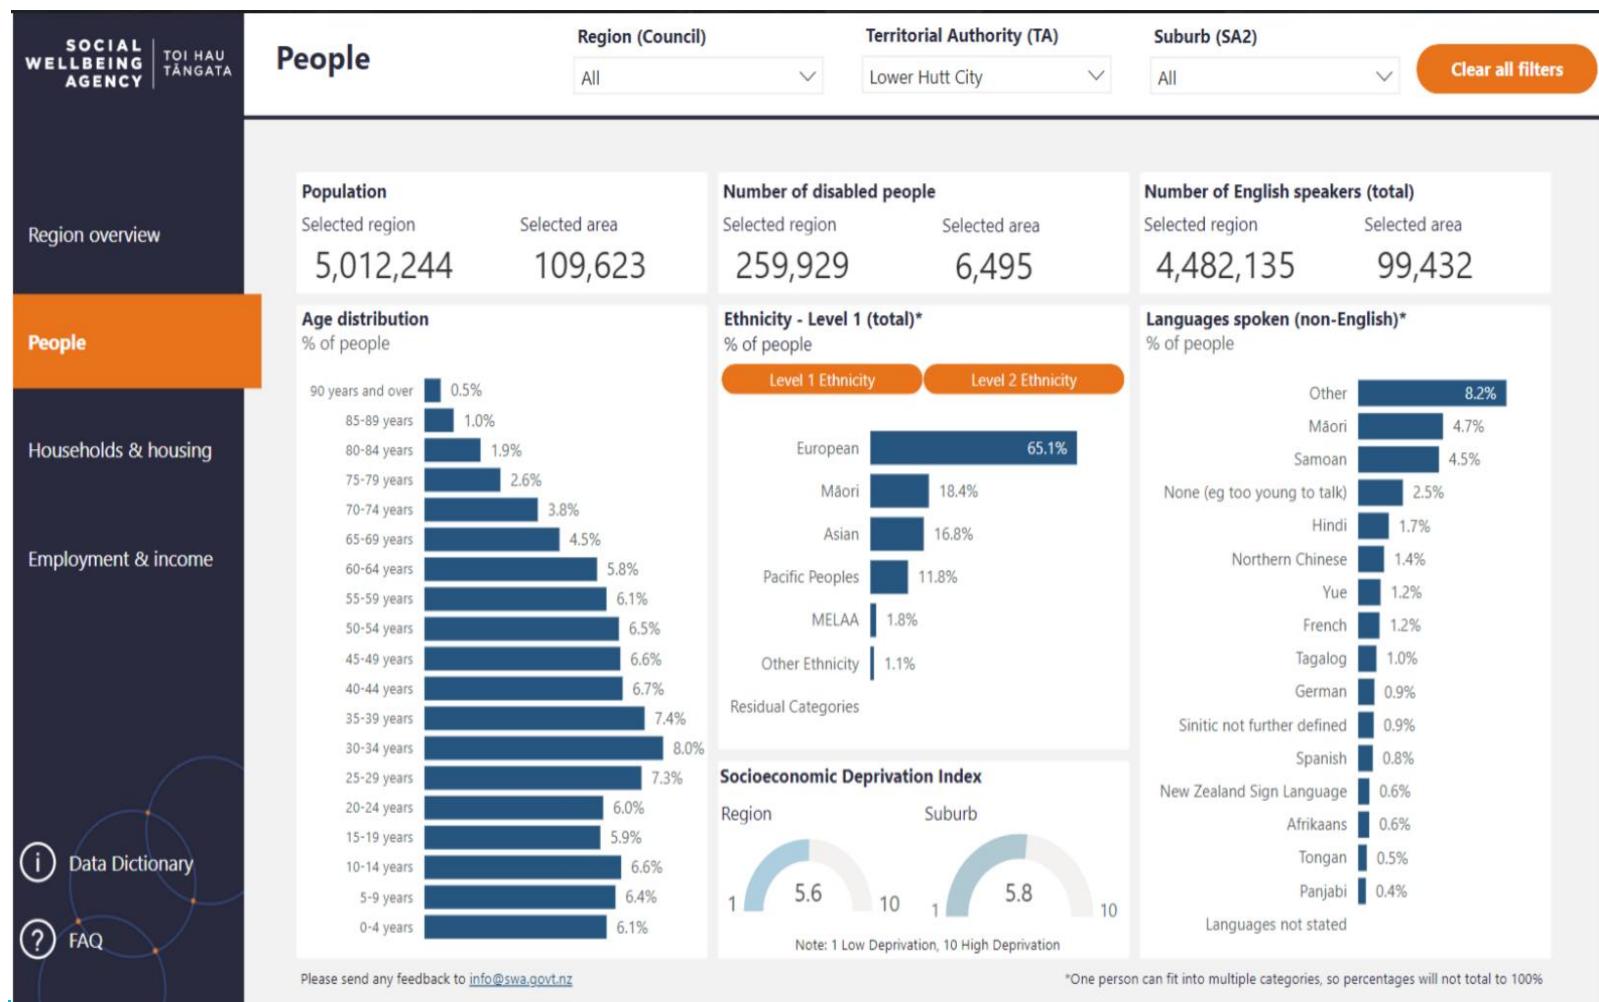 SOCIAL
WELLBEING
AGENCY
TOI HAU
TĀNGATA
People
Region (Council)
All
Territorial Authority (TA)
Lower Hutt City
Suburb (SA2)
All
Clear all filters
Region overview
People
Households & housing
Employment & income
Data Dictionary
FAQ
Population
Selected region
Selected area
5,012,244
109,623
Number of disabled people
Selected region
Selected area
259,929
6,495
Number of English speakers (total)
Selected region
Selected area
4,482,135
99,432
Age distribution
% of people
90 years and over 0.5%
85-89 years 1.0%
80-84 years 1.9%
75-79 years 2.6%
70-74 years 3.8%
65-69 years 4.5%
60-64 years 5.8%
55-59 years 6.1%
50-54 years 6.5%
45-49 years 6.6%
40-44 years 6.7%
35-39 years 7.4%
30-34 years 8.0%
25-29 years 7.3%
20-24 years 6.0%
15-19 years 5.9%
10-14 years 6.6%
5-9 years 6.4%
0-4 years 6.1%
Ethnicity - Level 1 (total)*
% of people
Level 1 Ethnicity
Level 2 Ethnicity
European 65.1%
Māori 18.4%
Asian 16.8%
Pacific Peoples 11.8%
MELAA 1.8%
Other Ethnicity 1.1%
Residual Categories
Socioeconomic Deprivation Index
Region
Suburb
1 5.6 10
1 5.8 10
Note: 1 Low Deprivation, 10 High Deprivation
Languages spoken (non-English)*
% of people
Other 8.2%
Māori 4.7%
Samoan 4.5%
None (eg too young to talk) 2.5%
Hindi 1.7%
Northern Chinese 1.4%
Yue 1.2%
French 1.2%
Tagalog 1.0%
German 0.9%
Sinitic not further defined 0.9%
Spanish 0.8%
New Zealand Sign Language 0.6%
Afrikaans 0.6%
Tongan 0.5%
Panjabi 0.4%
Languages not stated
Please send any feedback to info@swa.govt.nz
*One person can fit into multiple categories, so percentages will not total to 100%